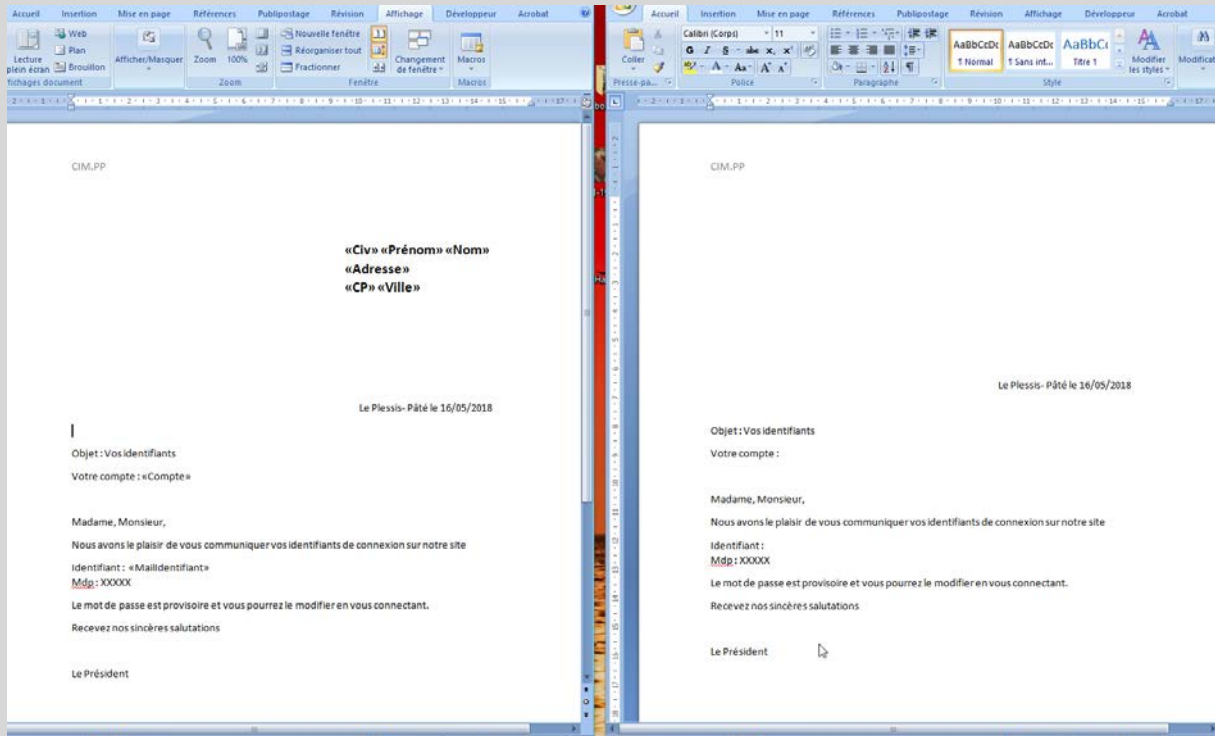 Accueil Insertion Mise en page Références Publipostage Révision Affichage Développeur Acrobat
Lecture plein écran
Web
Plan
Brouillon
Afficher/Masquer
Zoom
100%
Nouvelle fenêtre
Réorganiser tout
Fractionner
Changement de fenêtre
Macros
Zoom Fenêtre Macros
CIM.PP
«Civ» «Prénom» «Nom»
«Adresse»
«CP» «Ville»
Le Plessis- Pâté le 16/05/2018
Objet : Vos identifiants
Votre compte : «Compte»
Madame, Monsieur,
Nous avons le plaisir de vous communiquer vos identifiants de connexion sur notre site
Identifiant : «MailIdentifiant»
Mdp : XXXXX
Le mot de passe est provisoire et vous pourrez le modifier en vous connectant.
Recevez nos sincères salutations
Le Président
Accueil Insertion Mise en page Références Publipostage Révision Affichage Développeur Acrobat
Coller
Calibri (Corps) 11
G I S abc x, x'
AaBbCcDc AaBbCcDc AaBbCc
¶ Normal ¶ Sans int... Titre 1
Modifier les styles
Modificat
Presse-pa... Police Paragraphe Style
CIM.PP
Le Plessis- Pâté le 16/05/2018
Objet : Vos identifiants
Votre compte :
Madame, Monsieur,
Nous avons le plaisir de vous communiquer vos identifiants de connexion sur notre site
Identifiant :
Mdp : XXXXX
Le mot de passe est provisoire et vous pourrez le modifier en vous connectant.
Recevez nos sincères salutations
Le Président